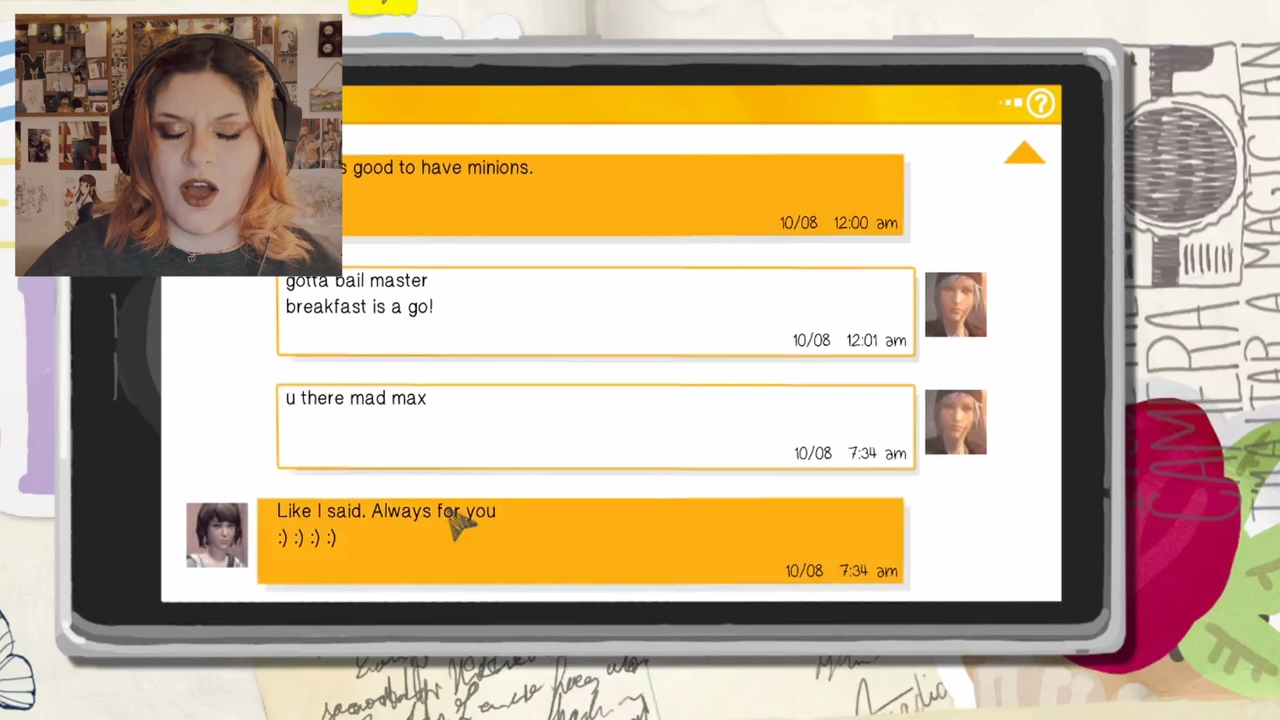 s good to have minions.
10/08 12:00 am
gotta bail master
breakfast is a go!
10/08 12:01 am
u there mad max
10/08 7:34 am
Like I said. Always for you
:) :) :) :)
10/08 7:34 am
?
M
CAMERA
MAGICIAN